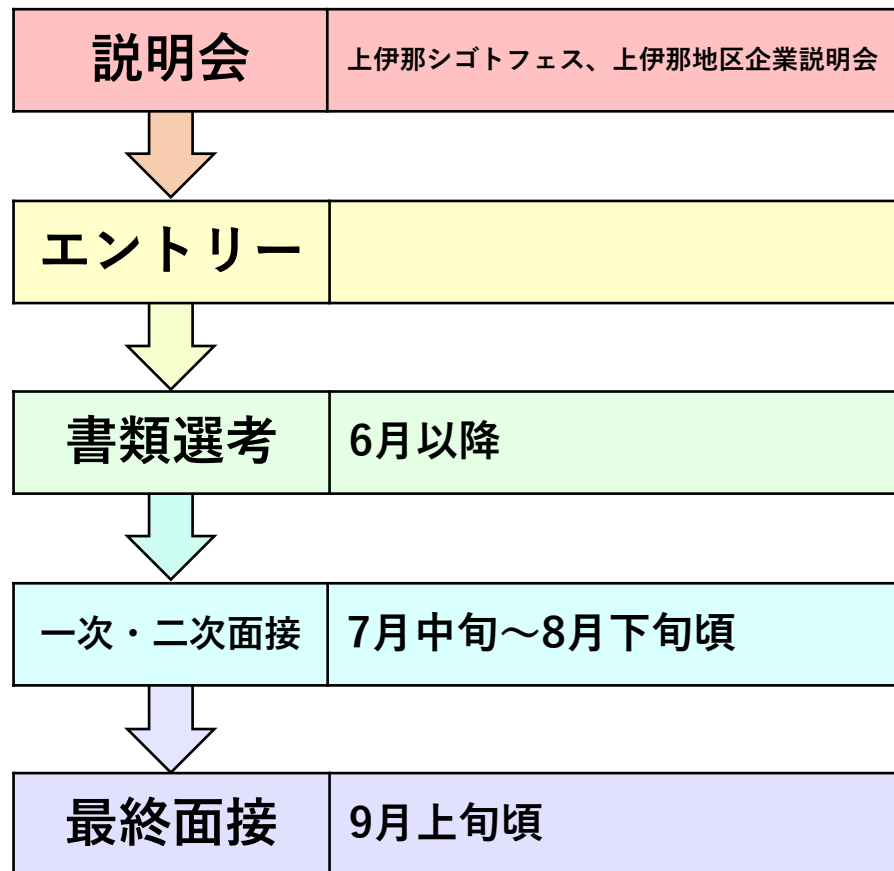 説明会
上伊那シゴトフェス、上伊那地区企業説明会
エントリー
書類選考
6月以降
一次・二次面接
7月中旬～8月下旬頃
最終面接
9月上旬頃